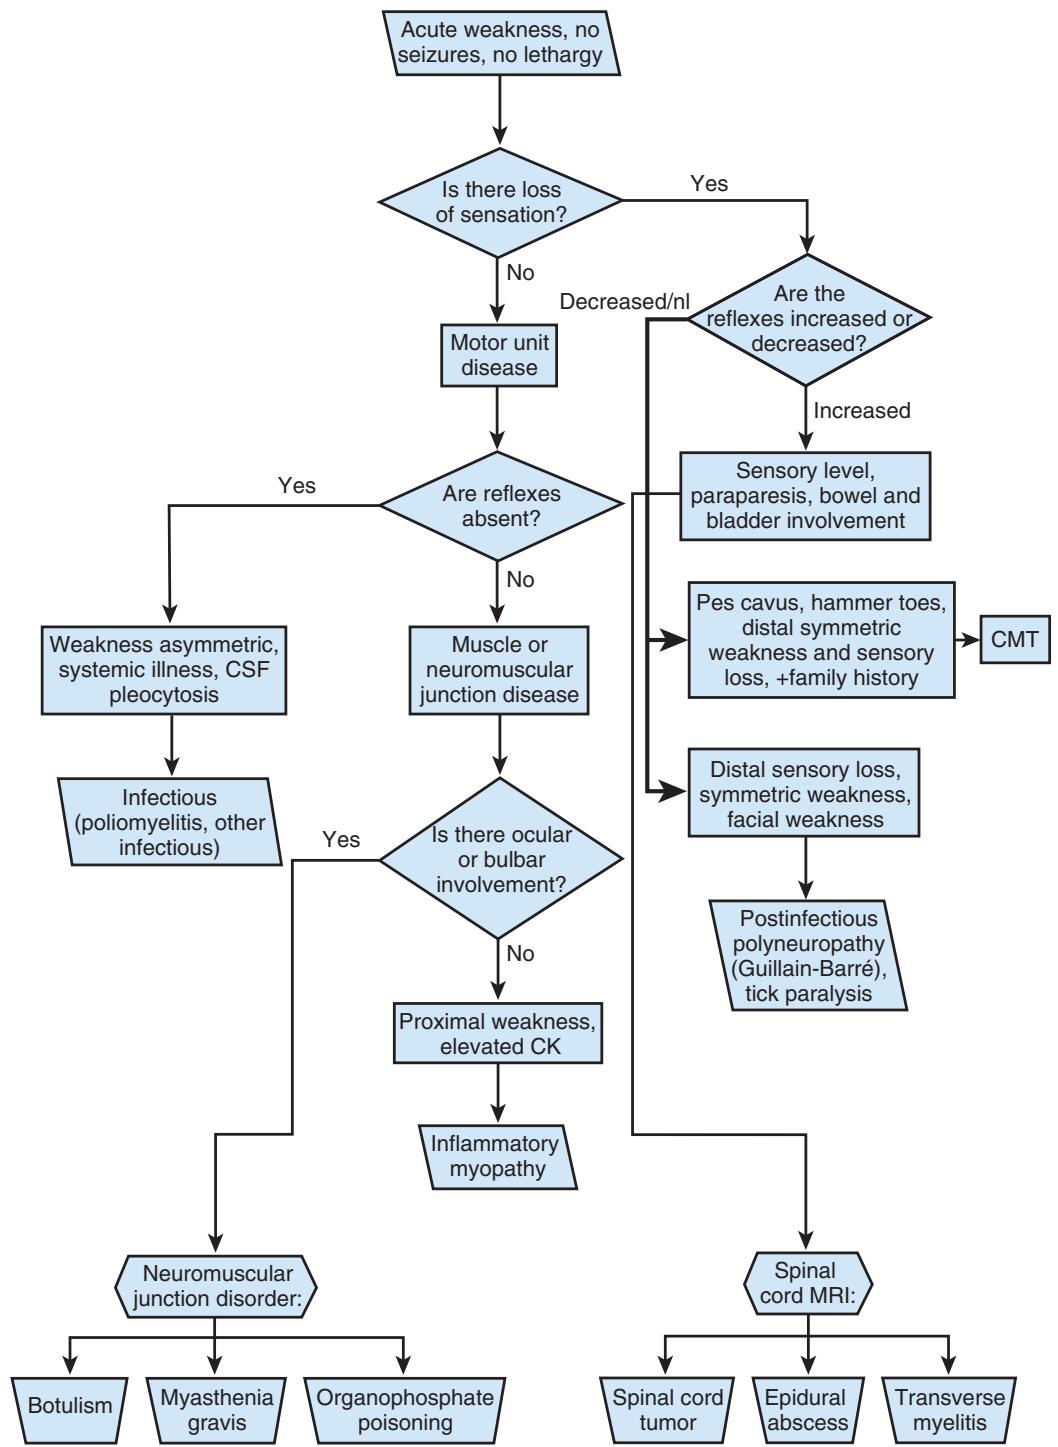 Acute weakness, no
seizures, no lethargy
Is there loss
of sensation?
Yes
No
Decreased/nl
Are the
reflexes increased or
decreased?
Motor unit
disease
Increased
Yes
Are reflexes
absent?
Sensory level,
paraparesis, bowel and
bladder involvement
No
Weakness asymmetric,
systemic illness, CSF
pleocytosis
Muscle or
neuromuscular
junction disease
Pes cavus, hammer toes,
distal symmetric
weakness and sensory
loss, +family history
CMT
Infectious
(poliomyelitis, other
infectious)
Yes
Is there ocular
or bulbar
involvement?
Distal sensory loss,
symmetric weakness,
facial weakness
No
Postinfectious
polyneuropathy
(Guillain-Barré),
tick paralysis
Proximal weakness,
elevated CK
Inflammatory
myopathy
Neuromuscular
junction disorder:
Spinal
cord MRI:
Botulism
Myasthenia
gravis
Organophosphate
poisoning
Spinal cord
tumor
Epidural
abscess
Transverse
myelitis